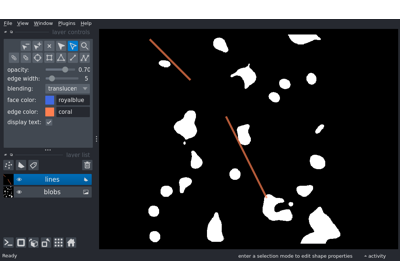 File View Window Plugins Help
layer controls
opacity: 0.70
edge width: 5
blending: translucen
face color: royalblue
edge color: coral
display text:
layer list
lines
blobs
Ready enter a selection mode to edit shape properties activity